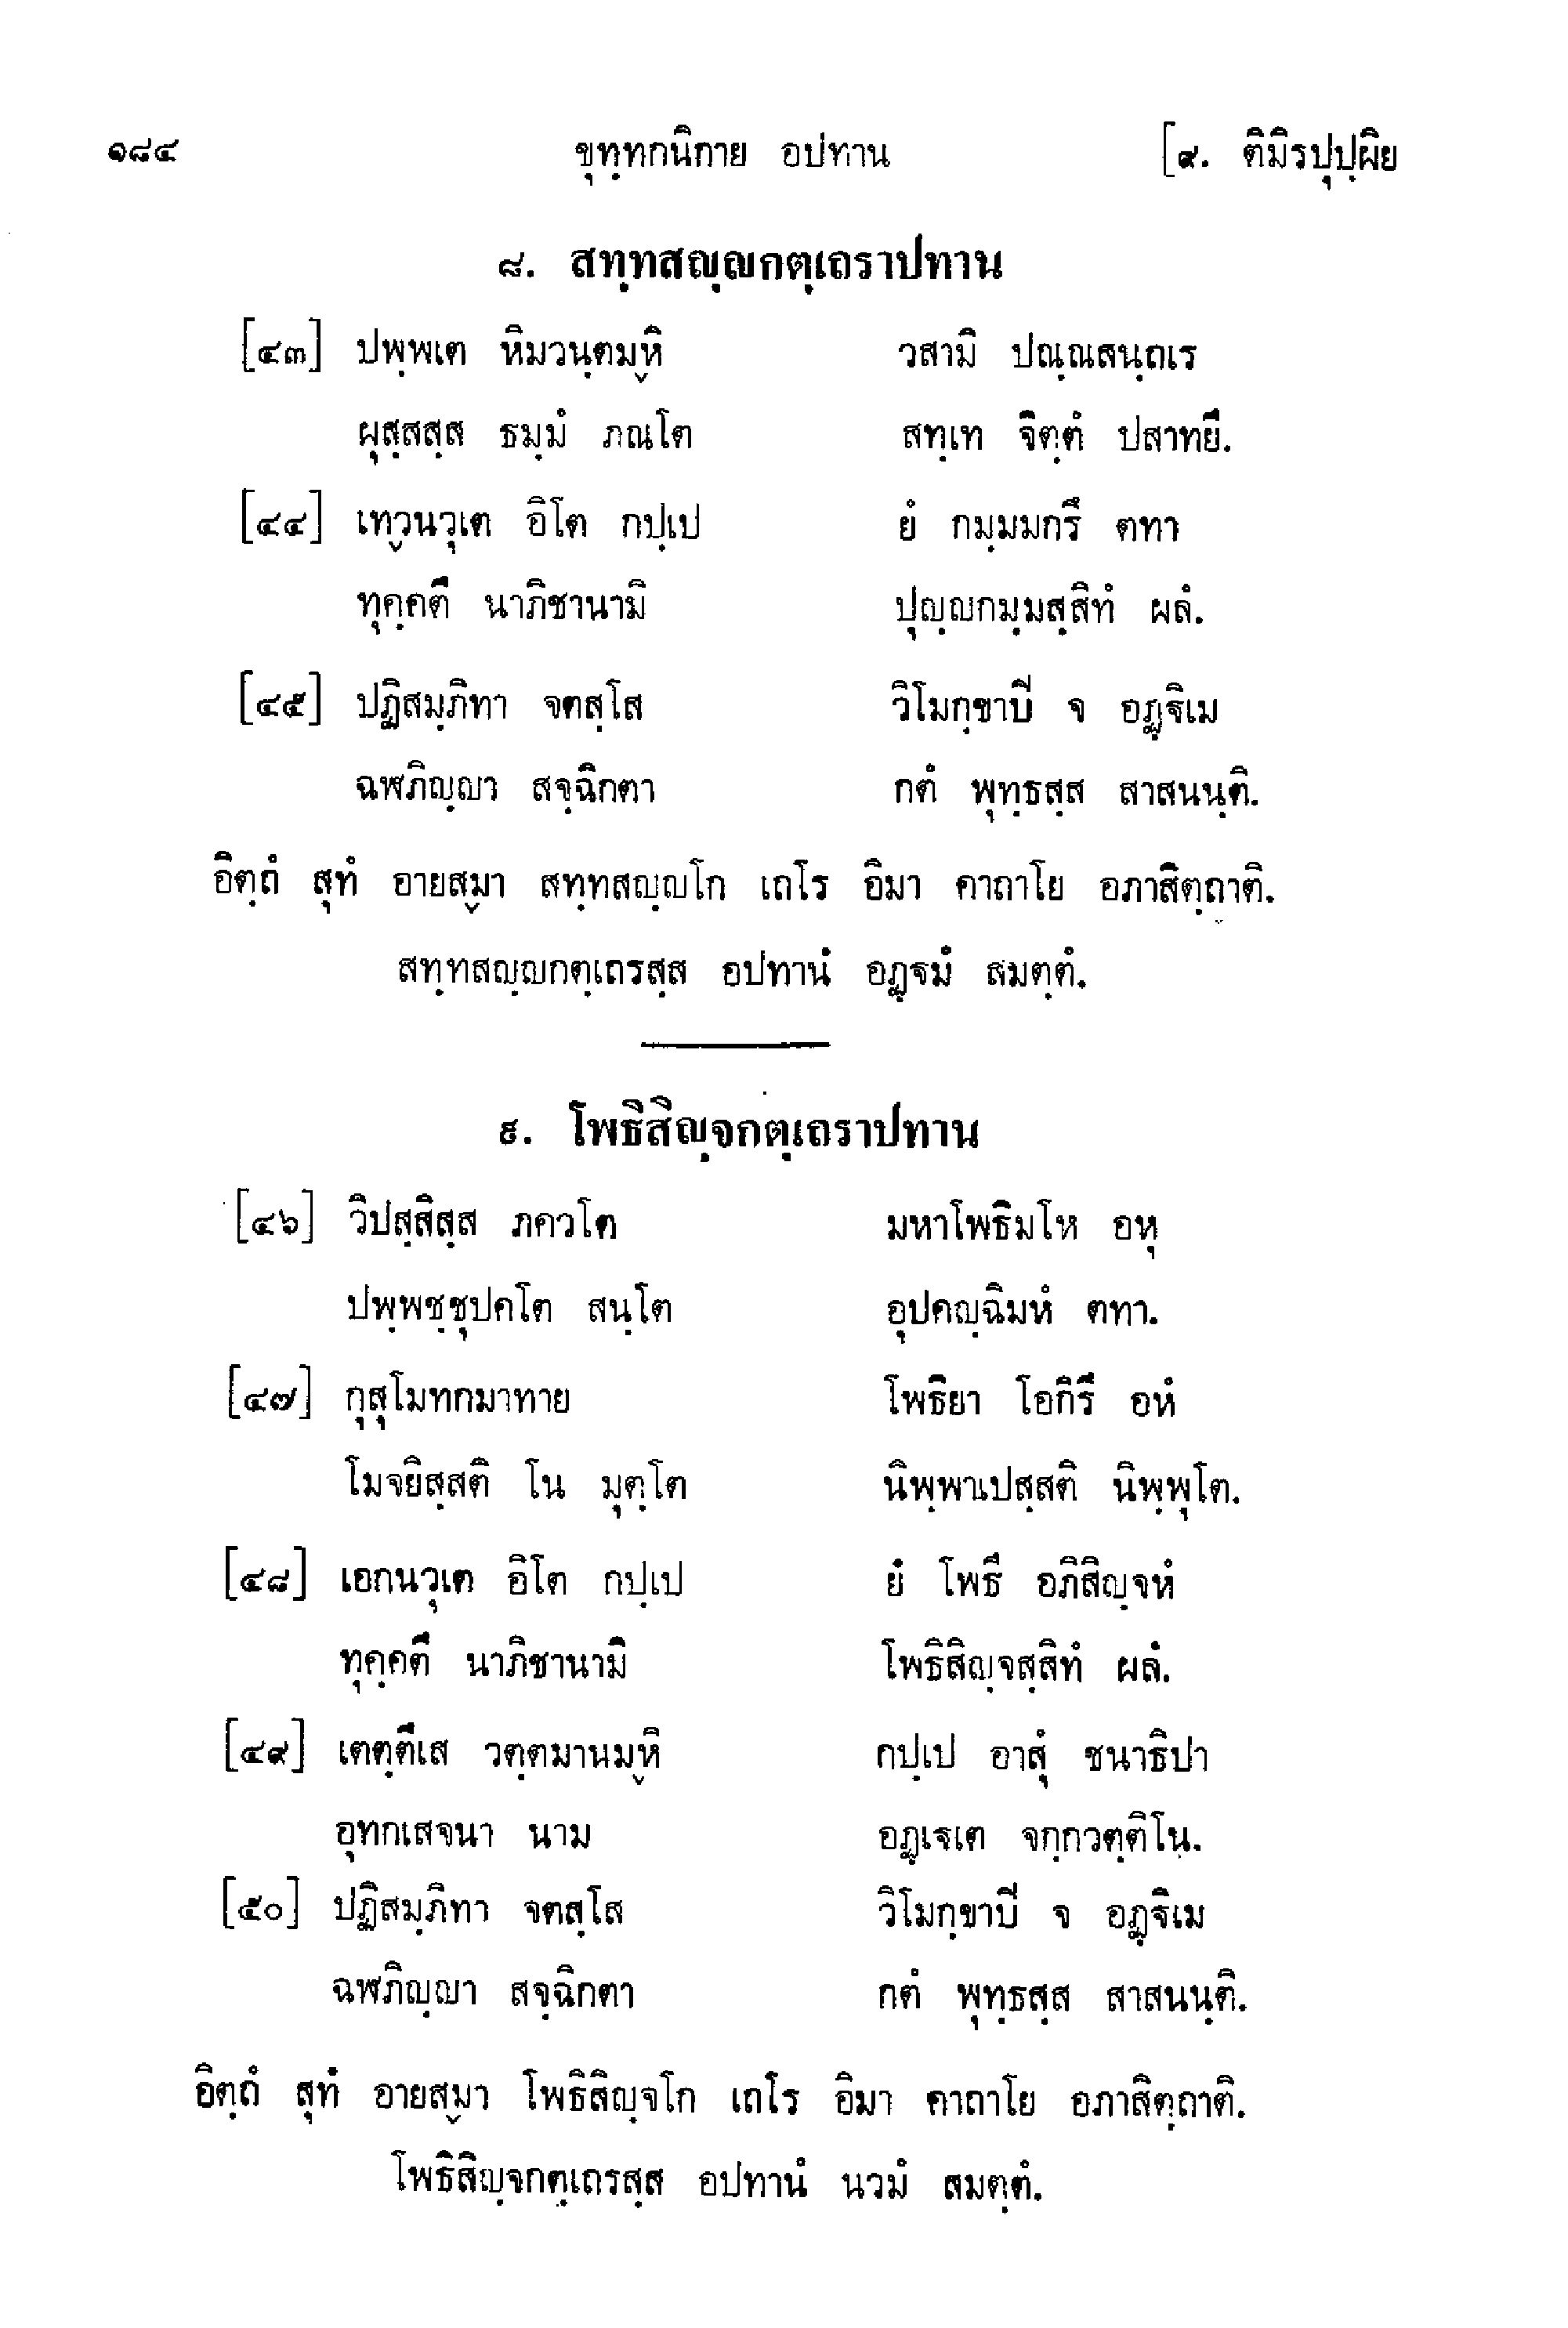 ๑๘๔ ขุทฺทกนิกาย อปทาน [๙. ติมิรปุปฺผิย
๘. สทฺทสญฺญกตฺเถราปทาน
[๔๓] ปพฺพเต หิมวนฺตมฺหิ วสามิ ปณฺณสนฺถเร
ผุสฺสสฺส ธมฺมํ ภณโต สทฺเท จิตฺตํ ปสาทยึ.
[๔๔] เทฺวนวุเต อิโต กปฺเป ยํ กมฺมมกรึ ตทา
ทุคฺคตึ นาภิชานามิ ปุญฺญกมฺมสฺสิทํ ผลํ.
[๔๕] ปฏิสมฺภิทา จตสฺโส วิโมกฺขาปิ จ อฏฺฐิเม
ฉฬภิญฺญา สจฺฉิกตา กตํ พุทฺธสฺส สาสนนฺติ.
อิตฺถํ สุทํ อายสฺมา สทฺทสญฺญโก เถโร อิมา คาถาโย อภาสิตฺถาติ.
สทฺทสญฺญกตฺเถรสฺส อปทานํ อฏฺฐมํ สมตฺตํ.
๙. โพธิสิญฺจกตฺเถราปทาน
[๔๖] วิปสฺสิสฺส ภควโต มหาโพธิมโห อหุ
ปพฺพชฺชุปคโต สนฺโต อุปคญฺฉิมหํ ตทา.
[๔๗] กุสุโมทกมาทาย โพธิยา โอกิรึ อหํ
โมจยิสฺสติ โน มุตฺโต นิพฺพาเปสฺสติ นิพฺพุโต.
[๔๘] เอกนวุเต อิโต กปฺเป ยํ โพธึ อภิสิญฺจหํ
ทุคฺคตึ นาภิชานามิ โพธิสิญฺจสฺสิทํ ผลํ.
[๔๙] เตตฺตึเส วตฺตมานมฺหิ กปฺเป อาสุํ ชนาธิปา
อุทกเสจนา นาม อฏฺเฐเต จกฺกวตฺติโน.
[๕๐] ปฏิสมฺภิทา จตสฺโส วิโมกฺขาปิ จ อฏฺฐิเม
ฉฬภิญฺญา สจฺฉิกตา กตํ พุทฺธสฺส สาสนนฺติ.
อิตฺถํ สุทํ อายสฺมา โพธิสิญฺจโก เถโร อิมา คาถาโย อภาสิตฺถาติ.
โพธิสิญฺจกตฺเถรสฺส อปทานํ นวมํ สมตฺตํ.